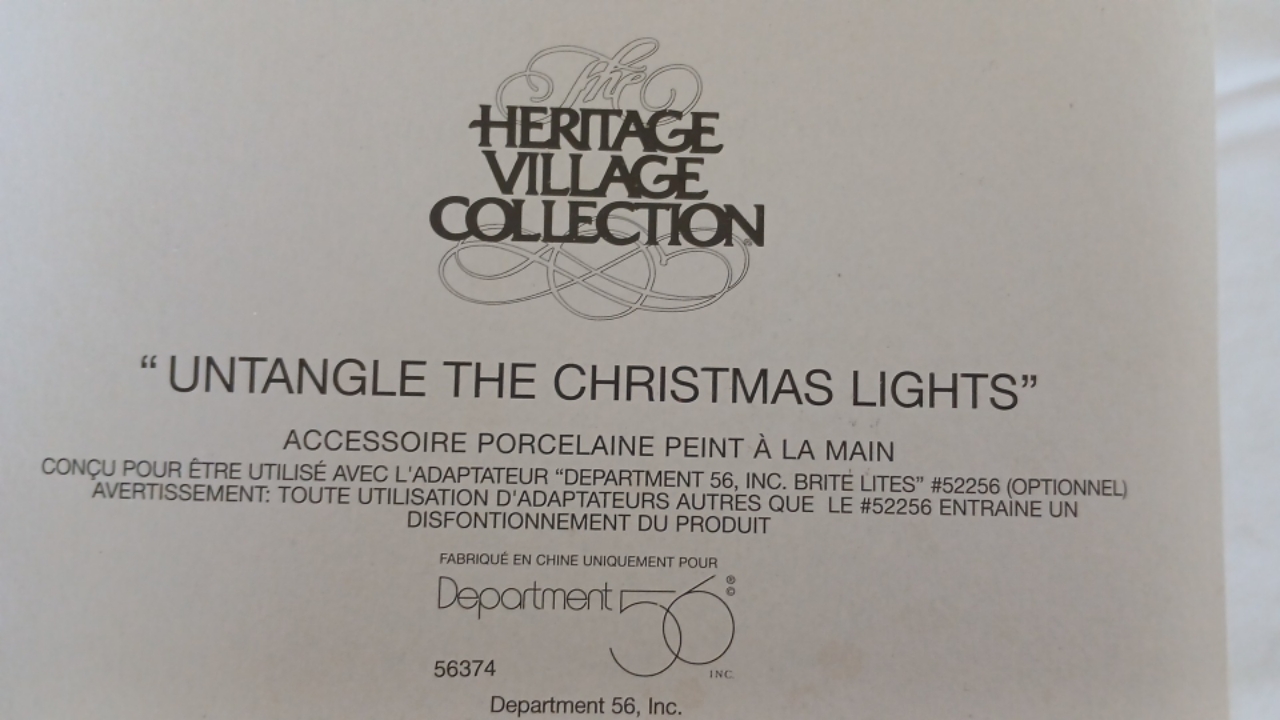 The
HERITAGE
VILLAGE
COLLECTION®
“UNTANGLE THE CHRISTMAS LIGHTS”
ACCESSOIRE PORCELAINE PEINT À LA MAIN
CONÇU POUR ÊTRE UTILISÉ AVEC L'ADAPTATEUR “DEPARTMENT 56, INC. BRITE LITES” #52256 (OPTIONNEL)
AVERTISSEMENT: TOUTE UTILISATION D'ADAPTATEURS AUTRES QUE LE #52256 ENTRAINE UN
DISFONTIONNEMENT DU PRODUIT
FABRIQUÉ EN CHINE UNIQUEMENT POUR
Department 56 ® ©
INC.
56374
Department 56, Inc.